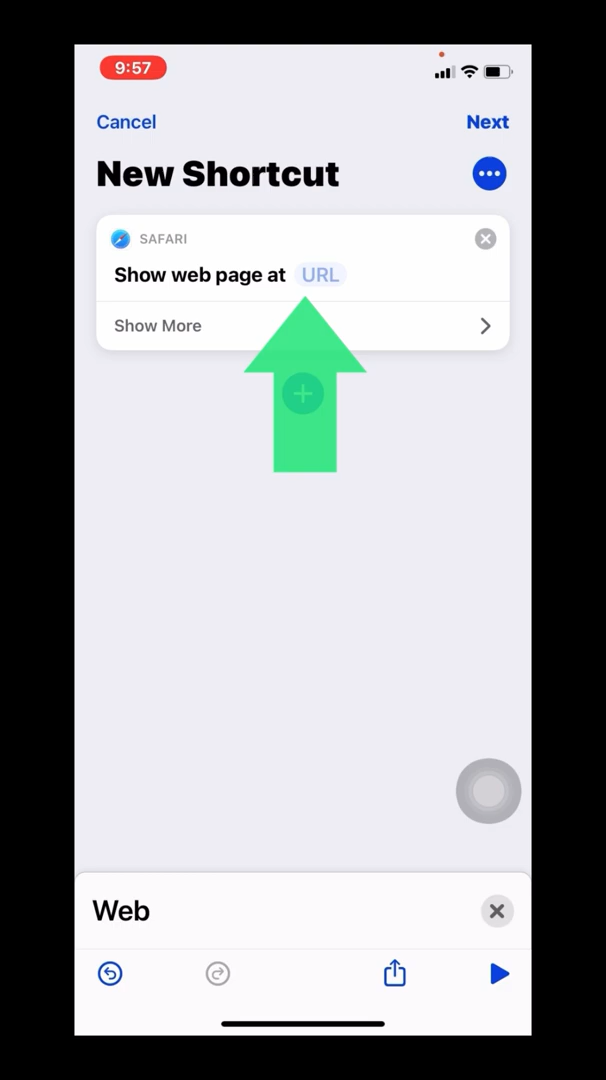 9:57
Cancel Next
New Shortcut
SAFARI
Show web page at URL
Show More
Web